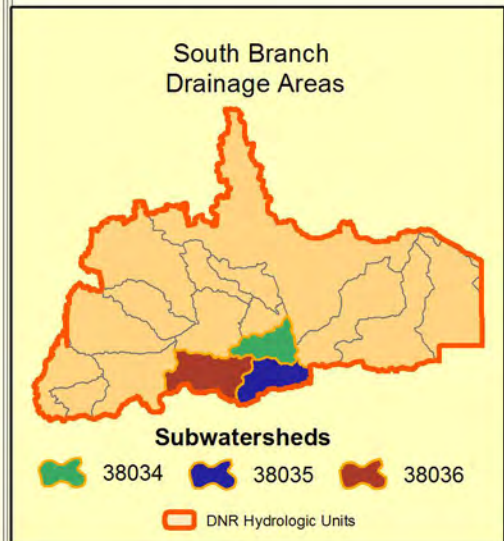 South Branch
Drainage Areas
Subwatersheds
38034 38035 38036
DNR Hydrologic Units